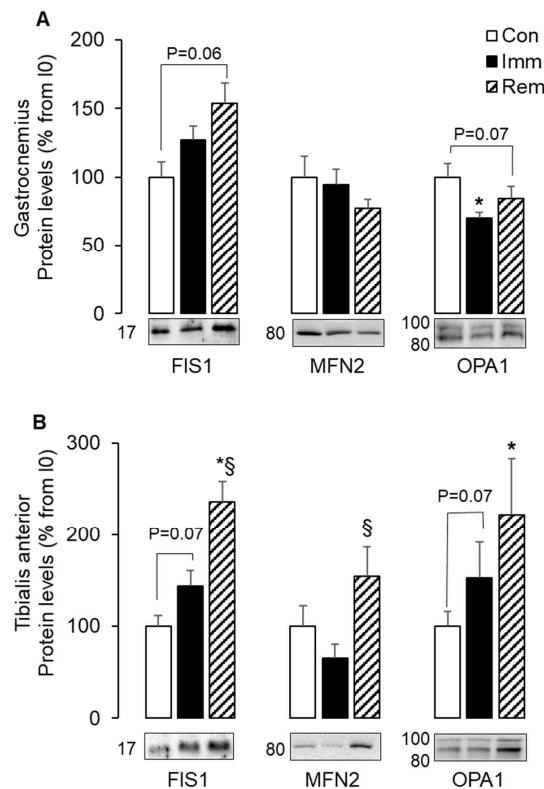 A
Con
Imm
Rem
Gastrocnemius
Protein levels (% from I0)
200
150
100
50
0
P=0.06
P=0.07
*
17
80
100
80
FIS1
MFN2
OPA1
B
Tibialis anterior
Protein levels (% from I0)
300
200
100
0
P=0.07
*§
§
P=0.07
*
17
80
100
80
FIS1
MFN2
OPA1